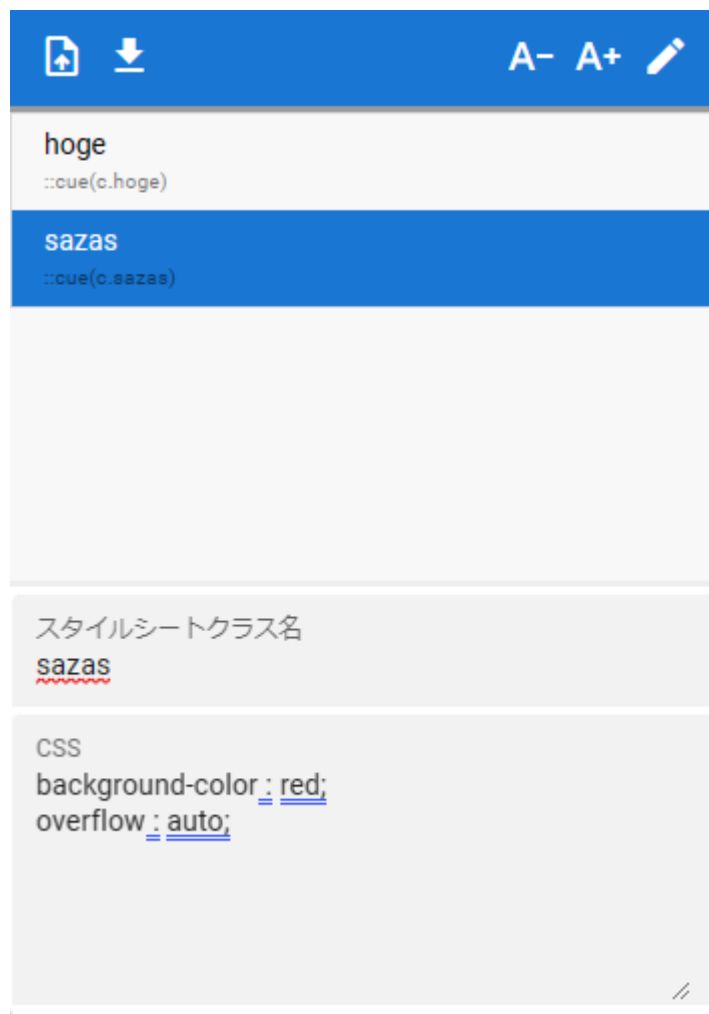 A− A+
hoge
::cue(c.hoge)
sazas
::cue(c.sazas)
スタイルシートクラス名
sazas
CSS
background-color : red;
overflow : auto;